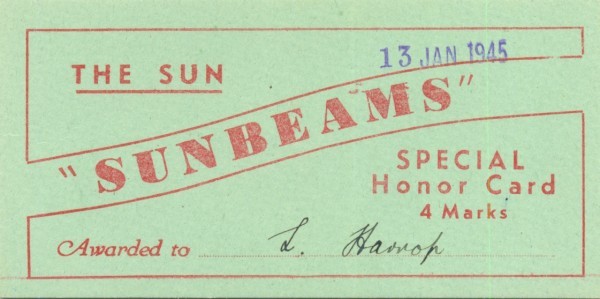 13 JAN 1945
THE SUN
"SUNBEAMS"
SPECIAL
Honor Card
4 Marks
Awarded to L. Harrop